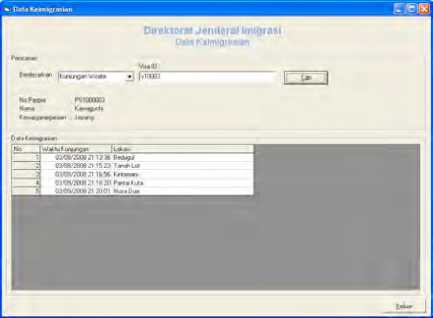 Data Keimigrasian
Direktorat Jenderal Imigrasi
Data Keimigrasian
Pencarian
Visa ID :
Berdasarkan Kunjungan Wisata v10003 Cari
No Paspor : P01000003
Nama : Kawaguchi
Kewarganegaraan : Jepang
Data Keimigrasian
No Waktu Kunjungan Lokasi
1 03/09/2008 21:13:36 Bedugul
2 03/09/2008 21:15:23 Tanah Lot
3 03/09/2008 21:16:56 Kintamani
4 03/09/2008 21:18:20 Pantai Kuta
5 03/09/2008 21:20:01 Nusa Dua
Keluar